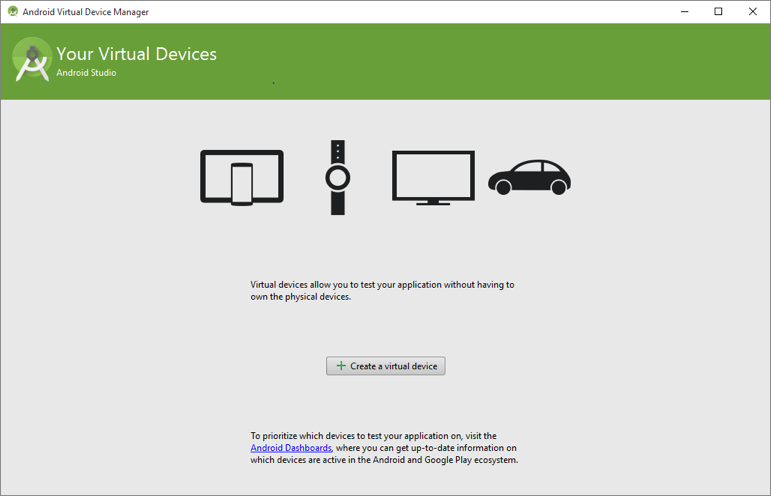 Android Virtual Device Manager
Your Virtual Devices
Android Studio
Virtual devices allow you to test your application without having to
own the physical devices.
Create a virtual device
To prioritize which devices to test your application on, visit the
Android Dashboards, where you can get up-to-date information on
which devices are active in the Android and Google Play ecosystem.